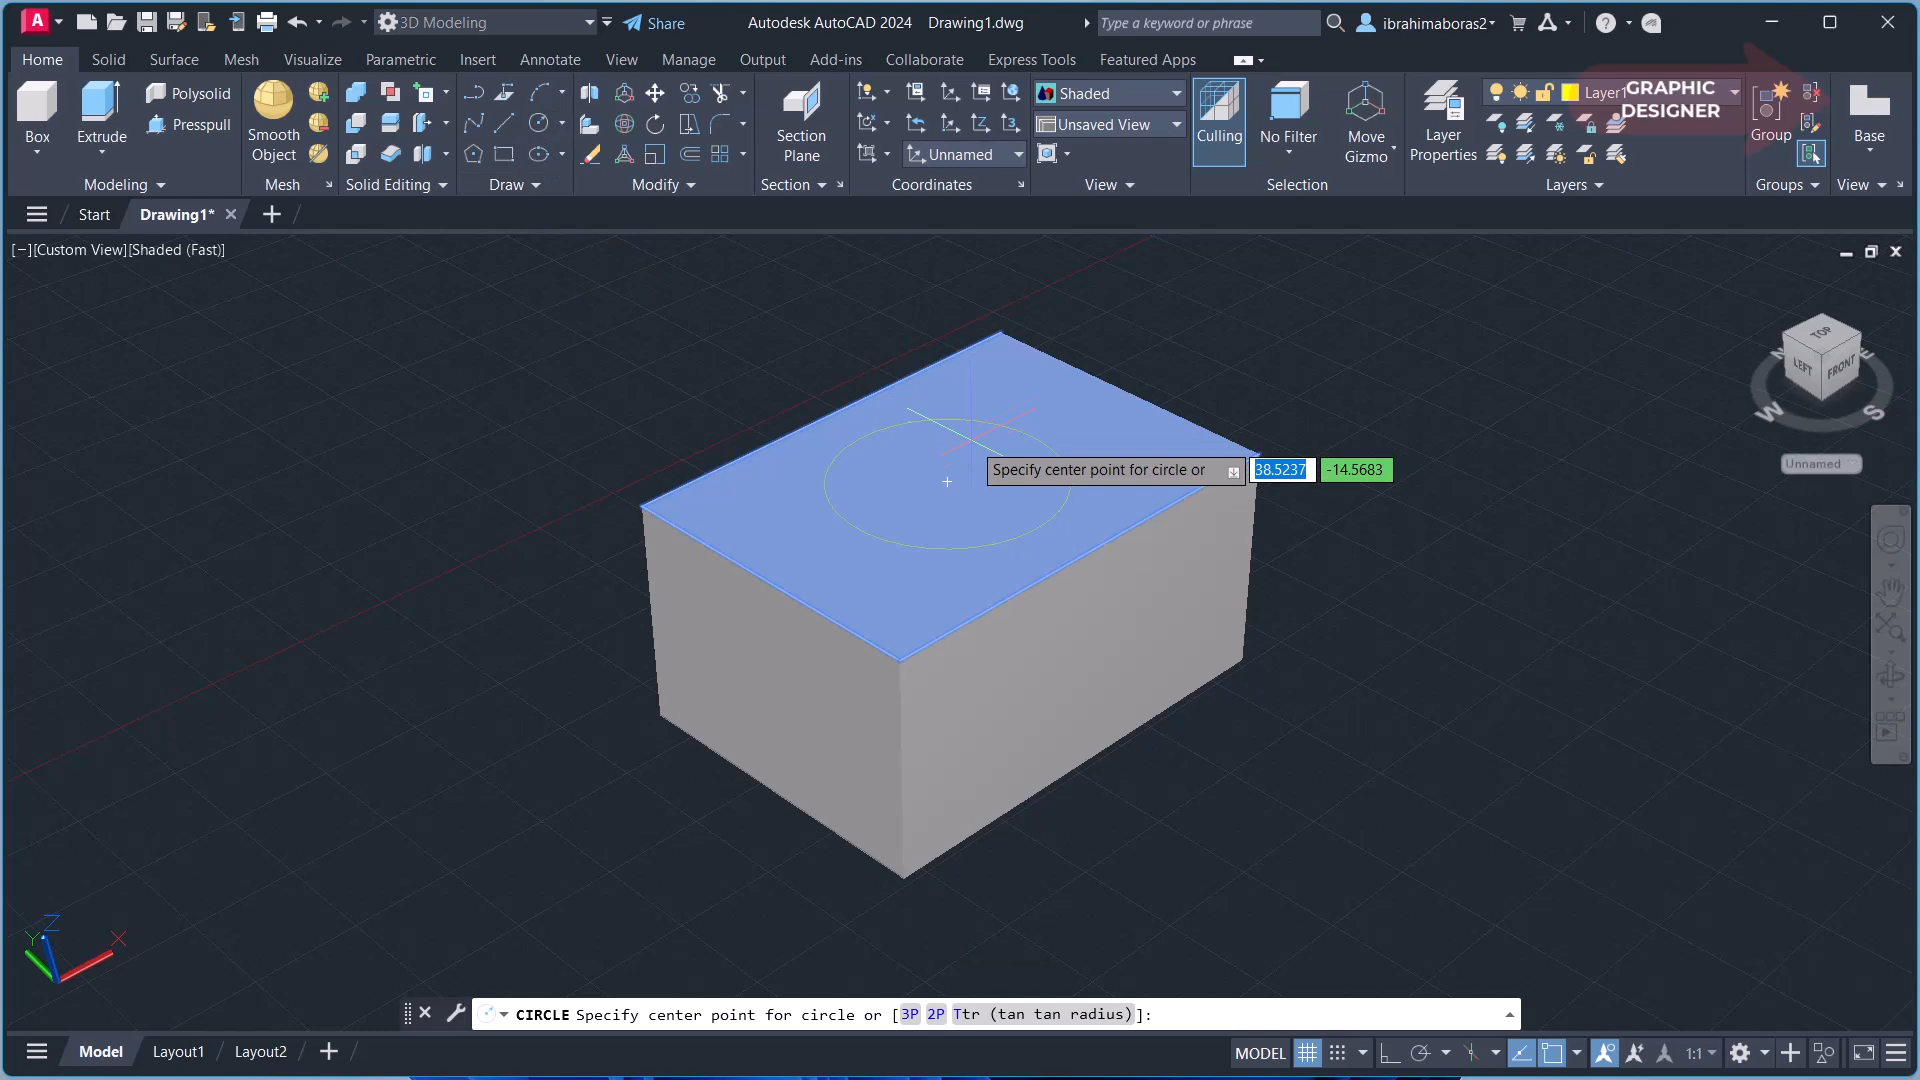 A
3D Modeling
Share
Autodesk AutoCAD 2024 Drawing1.dwg
Type a keyword or phrase
ibrahimaboras2
Home Solid Surface Mesh Visualize Parametric Insert Annotate View Manage Output Add-ins Collaborate Express Tools Featured Apps
Box
Extrude
Polysolid
Presspull
Smooth
Object
Section
Plane
Shaded
Unsaved View
Unnamed
Culling
No Filter
Move
Gizmo
Layer
Properties
Layer1
GRAPHIC
DESIGNER
Group
Base
Modeling
Mesh
Solid Editing
Draw
Modify
Section
Coordinates
View
Selection
Layers
Groups
View
Start
Drawing1*
[−][Custom View][Shaded (Fast)]
TOP
LEFT
FRONT
W
S
Unnamed
Specify center point for circle or
38.5237
-14.5683
Z
Y
X
CIRCLE Specify center point for circle or [3P 2P Ttr (tan tan radius)]:
Model
Layout1
Layout2
MODEL
1:1